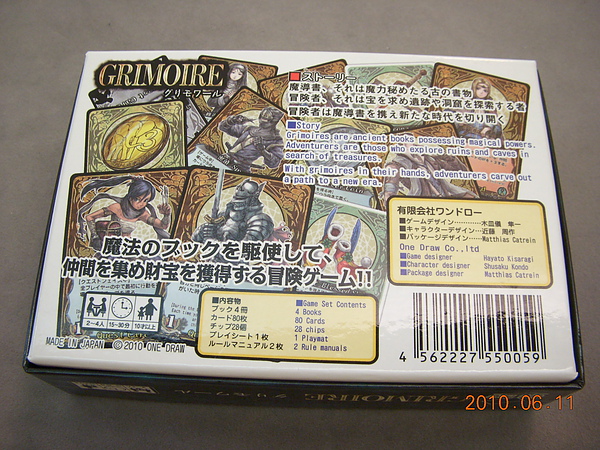 GRIMOIRE
グリモワール
■ストーリー
魔導書、それは魔力秘めたる古の書物
冒険者、それは宝を求め遺跡や洞窟を探索する者
冒険者は魔導書を携え新たな時代を切り開く
■Story
Grimoires are ancient books possessing magical powers.
Adventurers are those who explore ruins and caves in
search of treasures.
With grimoires in their hands, adventurers carve out
a path to a new era.
魔法のブックを駆使して、
仲間を集め財宝を獲得する冒険ゲーム!!
有限会社ワンドロー
■ゲームデザイン…………木皿儀 隼一
■キャラクターデザイン……近藤 周作
■パッケージデザイン……Matthias Catrein
One Draw Co.,ltd
■Game designer Hayato Kisaragi
■Character designer Shusaku Kondo
■Package designer Matthias Catrein
2～4人 15-30分 10才以上
■内容物
ブック4冊
カード80枚
チップ28個
プレイシート1枚
ルールマニュアル2枚
■Game Set Contents
4 Books
80 Cards
28 chips
1 Playmat
2 Rule manuals
MADE IN JAPAN ■©2010 ONE DRAW
4 562227 550059
GRIMOIRE グリモワール
2010.06.11